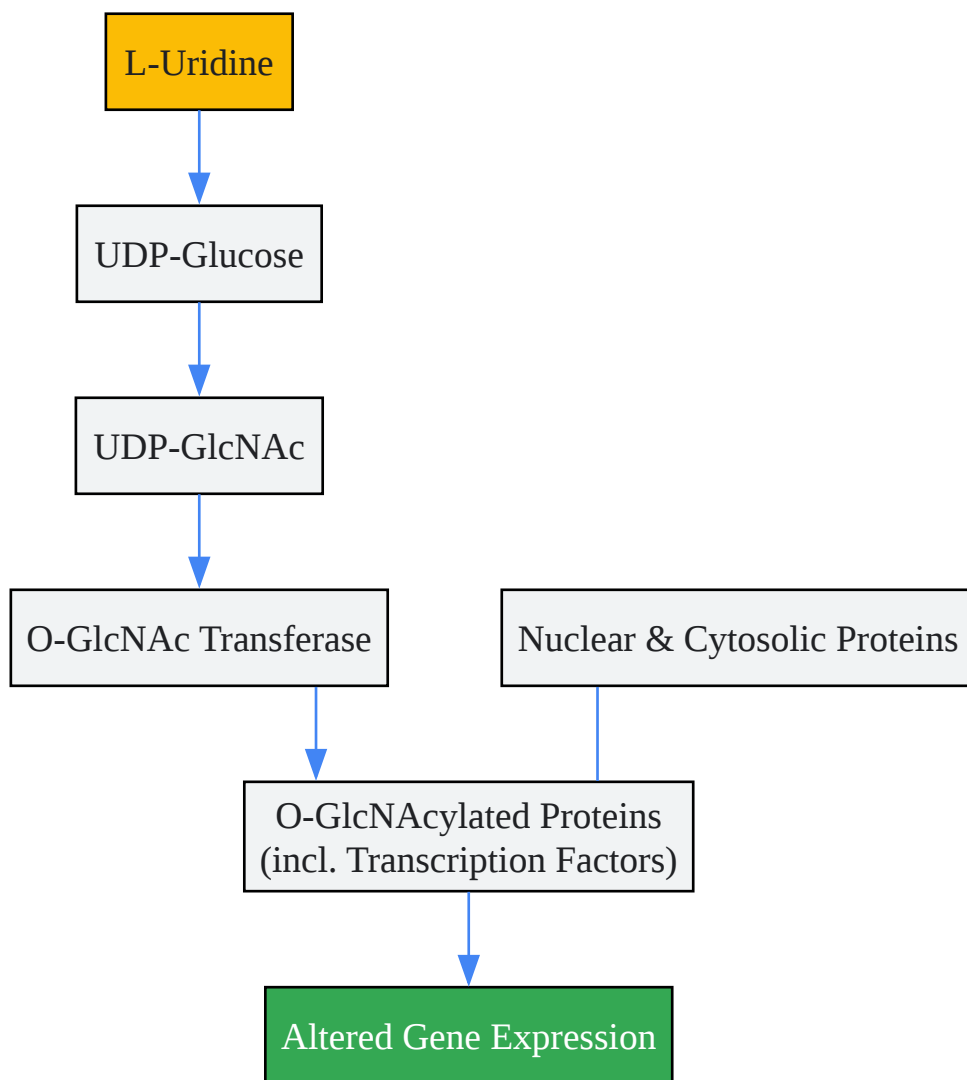 L-Uridine
UDP-Glucose
UDP-GlcNAc
O-GlcNAc Transferase
Nuclear & Cytosolic Proteins
O-GlcNAcylated Proteins
(incl. Transcription Factors)
Altered Gene Expression